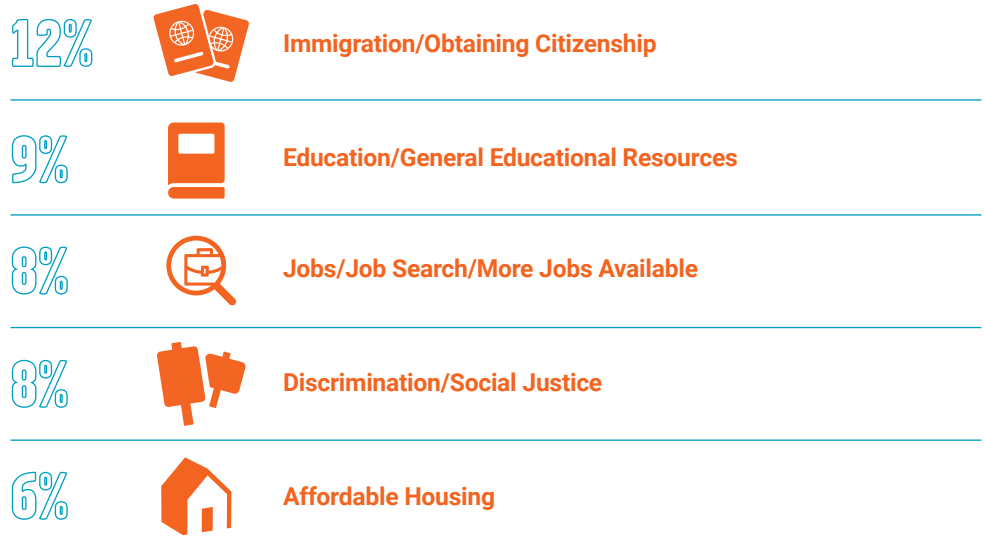 12% Immigration/Obtaining Citizenship
9% Education/General Educational Resources
8% Jobs/Job Search/More Jobs Available
8% Discrimination/Social Justice
6% Affordable Housing